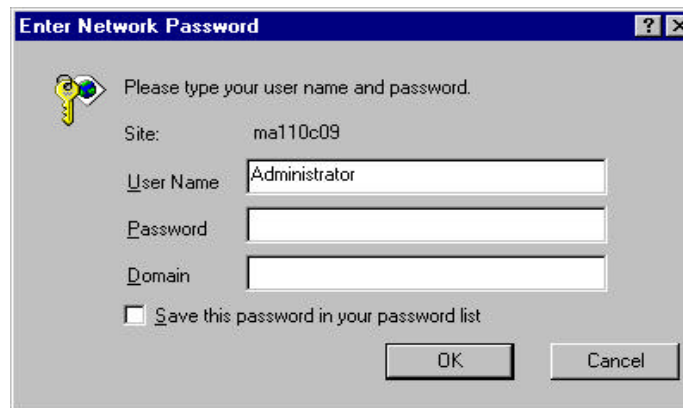 Enter Network Password
Please type your user name and password.
Site: ma110c09
User Name Administrator
Password
Domain
Save this password in your password list
OK Cancel